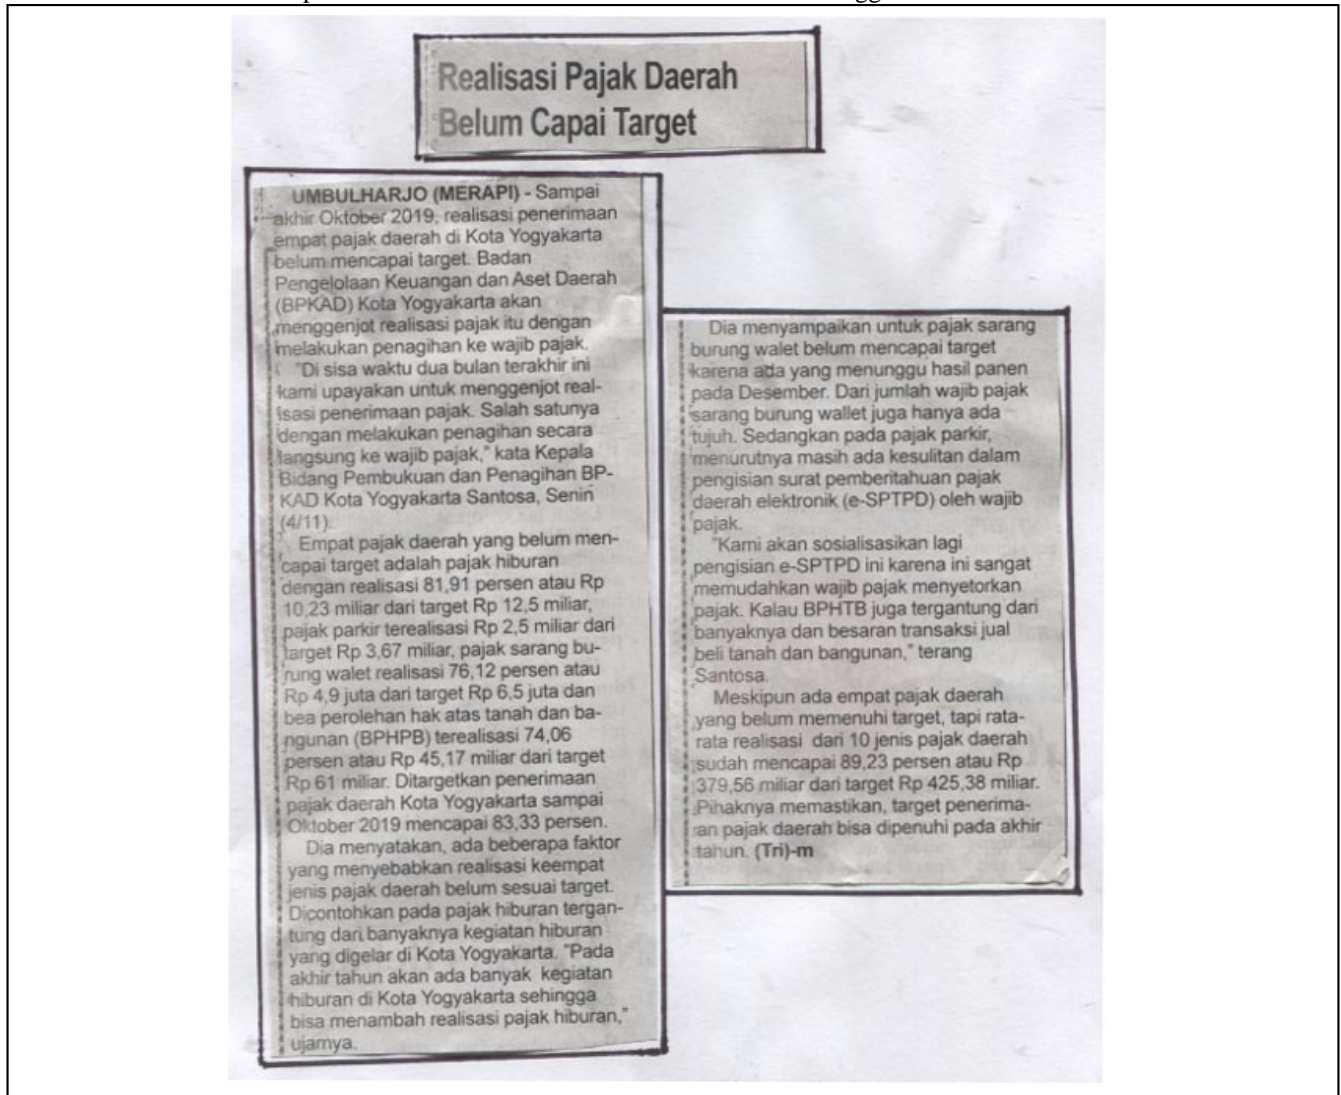 Realisasi Pajak Daerah
Belum Capai Target
UMBULHARJO (MERAPI) - Sampai
akhir Oktober 2019, realisasi penerimaan
empat pajak daerah di Kota Yogyakarta
belum mencapai target. Badan
Pengelolaan Keuangan dan Aset Daerah
(BPKAD) Kota Yogyakarta akan
menggenjot realisasi pajak itu dengan
melakukan penagihan ke wajib pajak.
"Di sisa waktu dua bulan terakhir ini
kami upayakan untuk menggenjot real-
isasi penerimaan pajak. Salah satunya
dengan melakukan penagihan secara
langsung ke wajib pajak," kata Kepala
Bidang Pembukuan dan Penagihan BP-
KAD Kota Yogyakarta Santosa, Senin
(4/11).
Empat pajak daerah yang belum men-
capai target adalah pajak hiburan
dengan realisasi 81,91 persen atau Rp
10,23 miliar dari target Rp 12,5 miliar,
pajak parkir terealisasi Rp 2,5 miliar dari
target Rp 3,67 miliar, pajak sarang bu-
rung walet realisasi 76,12 persen atau
Rp 4,9 juta dari target Rp 6,5 juta dan
bea perolehan hak atas tanah dan ba-
ngunan (BPHPB) terealisasi 74,06
persen atau Rp 45,17 miliar dari target
Rp 61 miliar. Ditargetkan penerimaan
pajak daerah Kota Yogyakarta sampai
Oktober 2019 mencapai 83,33 persen.
Dia menyatakan, ada beberapa faktor
yang menyebabkan realisasi keempat
jenis pajak daerah belum sesuai target.
Dicontohkan pada pajak hiburan tergan-
tung dari banyaknya kegiatan hiburan
yang digelar di Kota Yogyakarta. "Pada
akhir tahun akan ada banyak kegiatan
hiburan di Kota Yogyakarta sehingga
bisa menambah realisasi pajak hiburan,"
ujarnya.
Dia menyampaikan untuk pajak sarang
burung walet belum mencapai target
karena ada yang menunggu hasil panen
pada Desember. Dari jumlah wajib pajak
sarang burung wallet juga hanya ada
tujuh. Sedangkan pada pajak parkir,
menurutnya masih ada kesulitan dalam
pengisian surat pemberitahuan pajak
daerah elektronik (e-SPTPD) oleh wajib
pajak.
"Kami akan sosialisasikan lagi
pengisian e-SPTPD ini karena ini sangat
memudahkan wajib pajak menyetorkan
pajak. Kalau BPHTB juga tergantung dari
banyaknya dan besaran transaksi jual
beli tanah dan bangunan," terang
Santosa.
Meskipun ada empat pajak daerah
yang belum memenuhi target, tapi rata-
rata realisasi dari 10 jenis pajak daerah
sudah mencapai 89,23 persen atau Rp
379,56 miliar dari target Rp 425,38 miliar.
Pihaknya memastikan, target penerima-
an pajak daerah bisa dipenuhi pada akhir
tahun. (Tri)-m